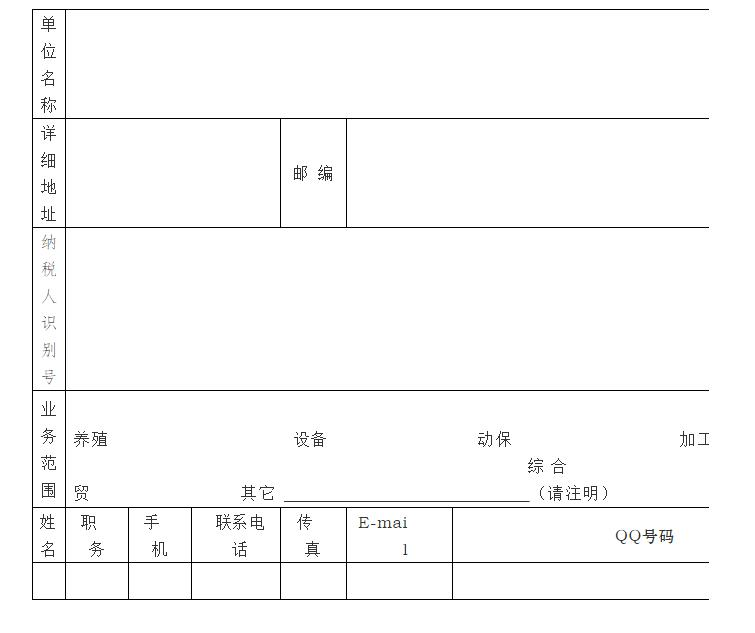 单
位
名
称
详
细
地
址
邮 编
纳
税
人
识
别
号
业
务
范
围
养殖 设备 动保 加工
综 合
贸 其它 ____________________________（请注明）
姓
名
职
务
手
机
联系电
话
传
真
E-mai
l
QQ号码